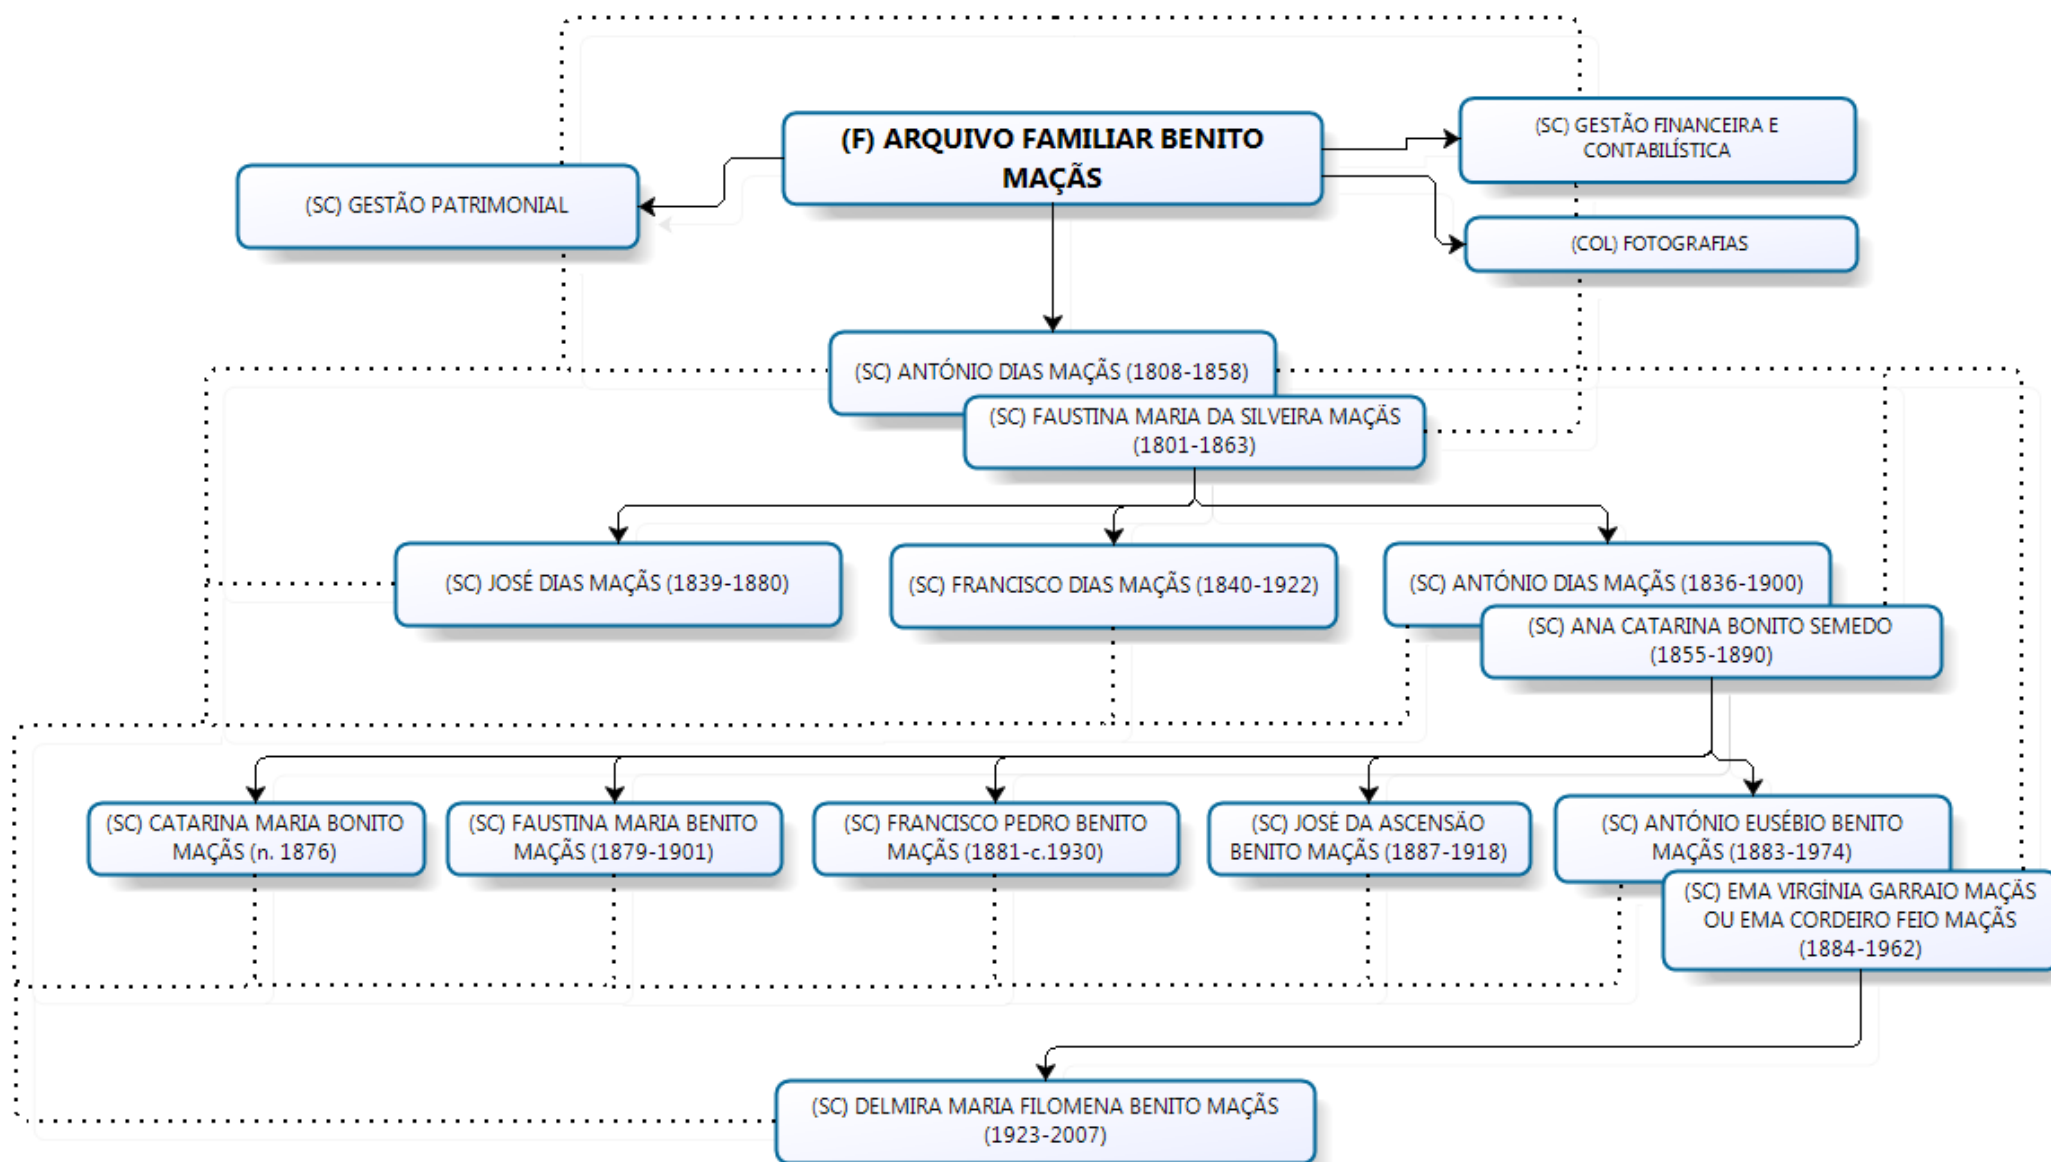 (F) ARQUIVO FAMILIAR BENITO
MAÇÃS
(SC) GESTÃO FINANCEIRA E
CONTABILÍSTICA
(SC) GESTÃO PATRIMONIAL
(COL) FOTOGRAFIAS
(SC) ANTÓNIO DIAS MAÇÃS (1808-1858)
(SC) FAUSTINA MARIA DA SILVEIRA MAÇÃS
(1801-1863)
(SC) JOSÉ DIAS MAÇÃS (1839-1880)
(SC) FRANCISCO DIAS MAÇÃS (1840-1922)
(SC) ANTÓNIO DIAS MAÇÃS (1836-1900)
(SC) ANA CATARINA BONITO SEMEDO
(1855-1890)
(SC) CATARINA MARIA BONITO
MAÇÃS (n. 1876)
(SC) FAUSTINA MARIA BENITO
MAÇÃS (1879-1901)
(SC) FRANCISCO PEDRO BENITO
MAÇÃS (1881-c.1930)
(SC) JOSÉ DA ASCENSÃO
BENITO MAÇÃS (1887-1918)
(SC) ANTÓNIO EUSÉBIO BENITO
MAÇÃS (1883-1974)
(SC) EMA VIRGÍNIA GARRAIO MAÇÃS
OU EMA CORDEIRO FEIO MAÇÃS
(1884-1962)
(SC) DELMIRA MARIA FILOMENA BENITO MAÇÃS
(1923-2007)